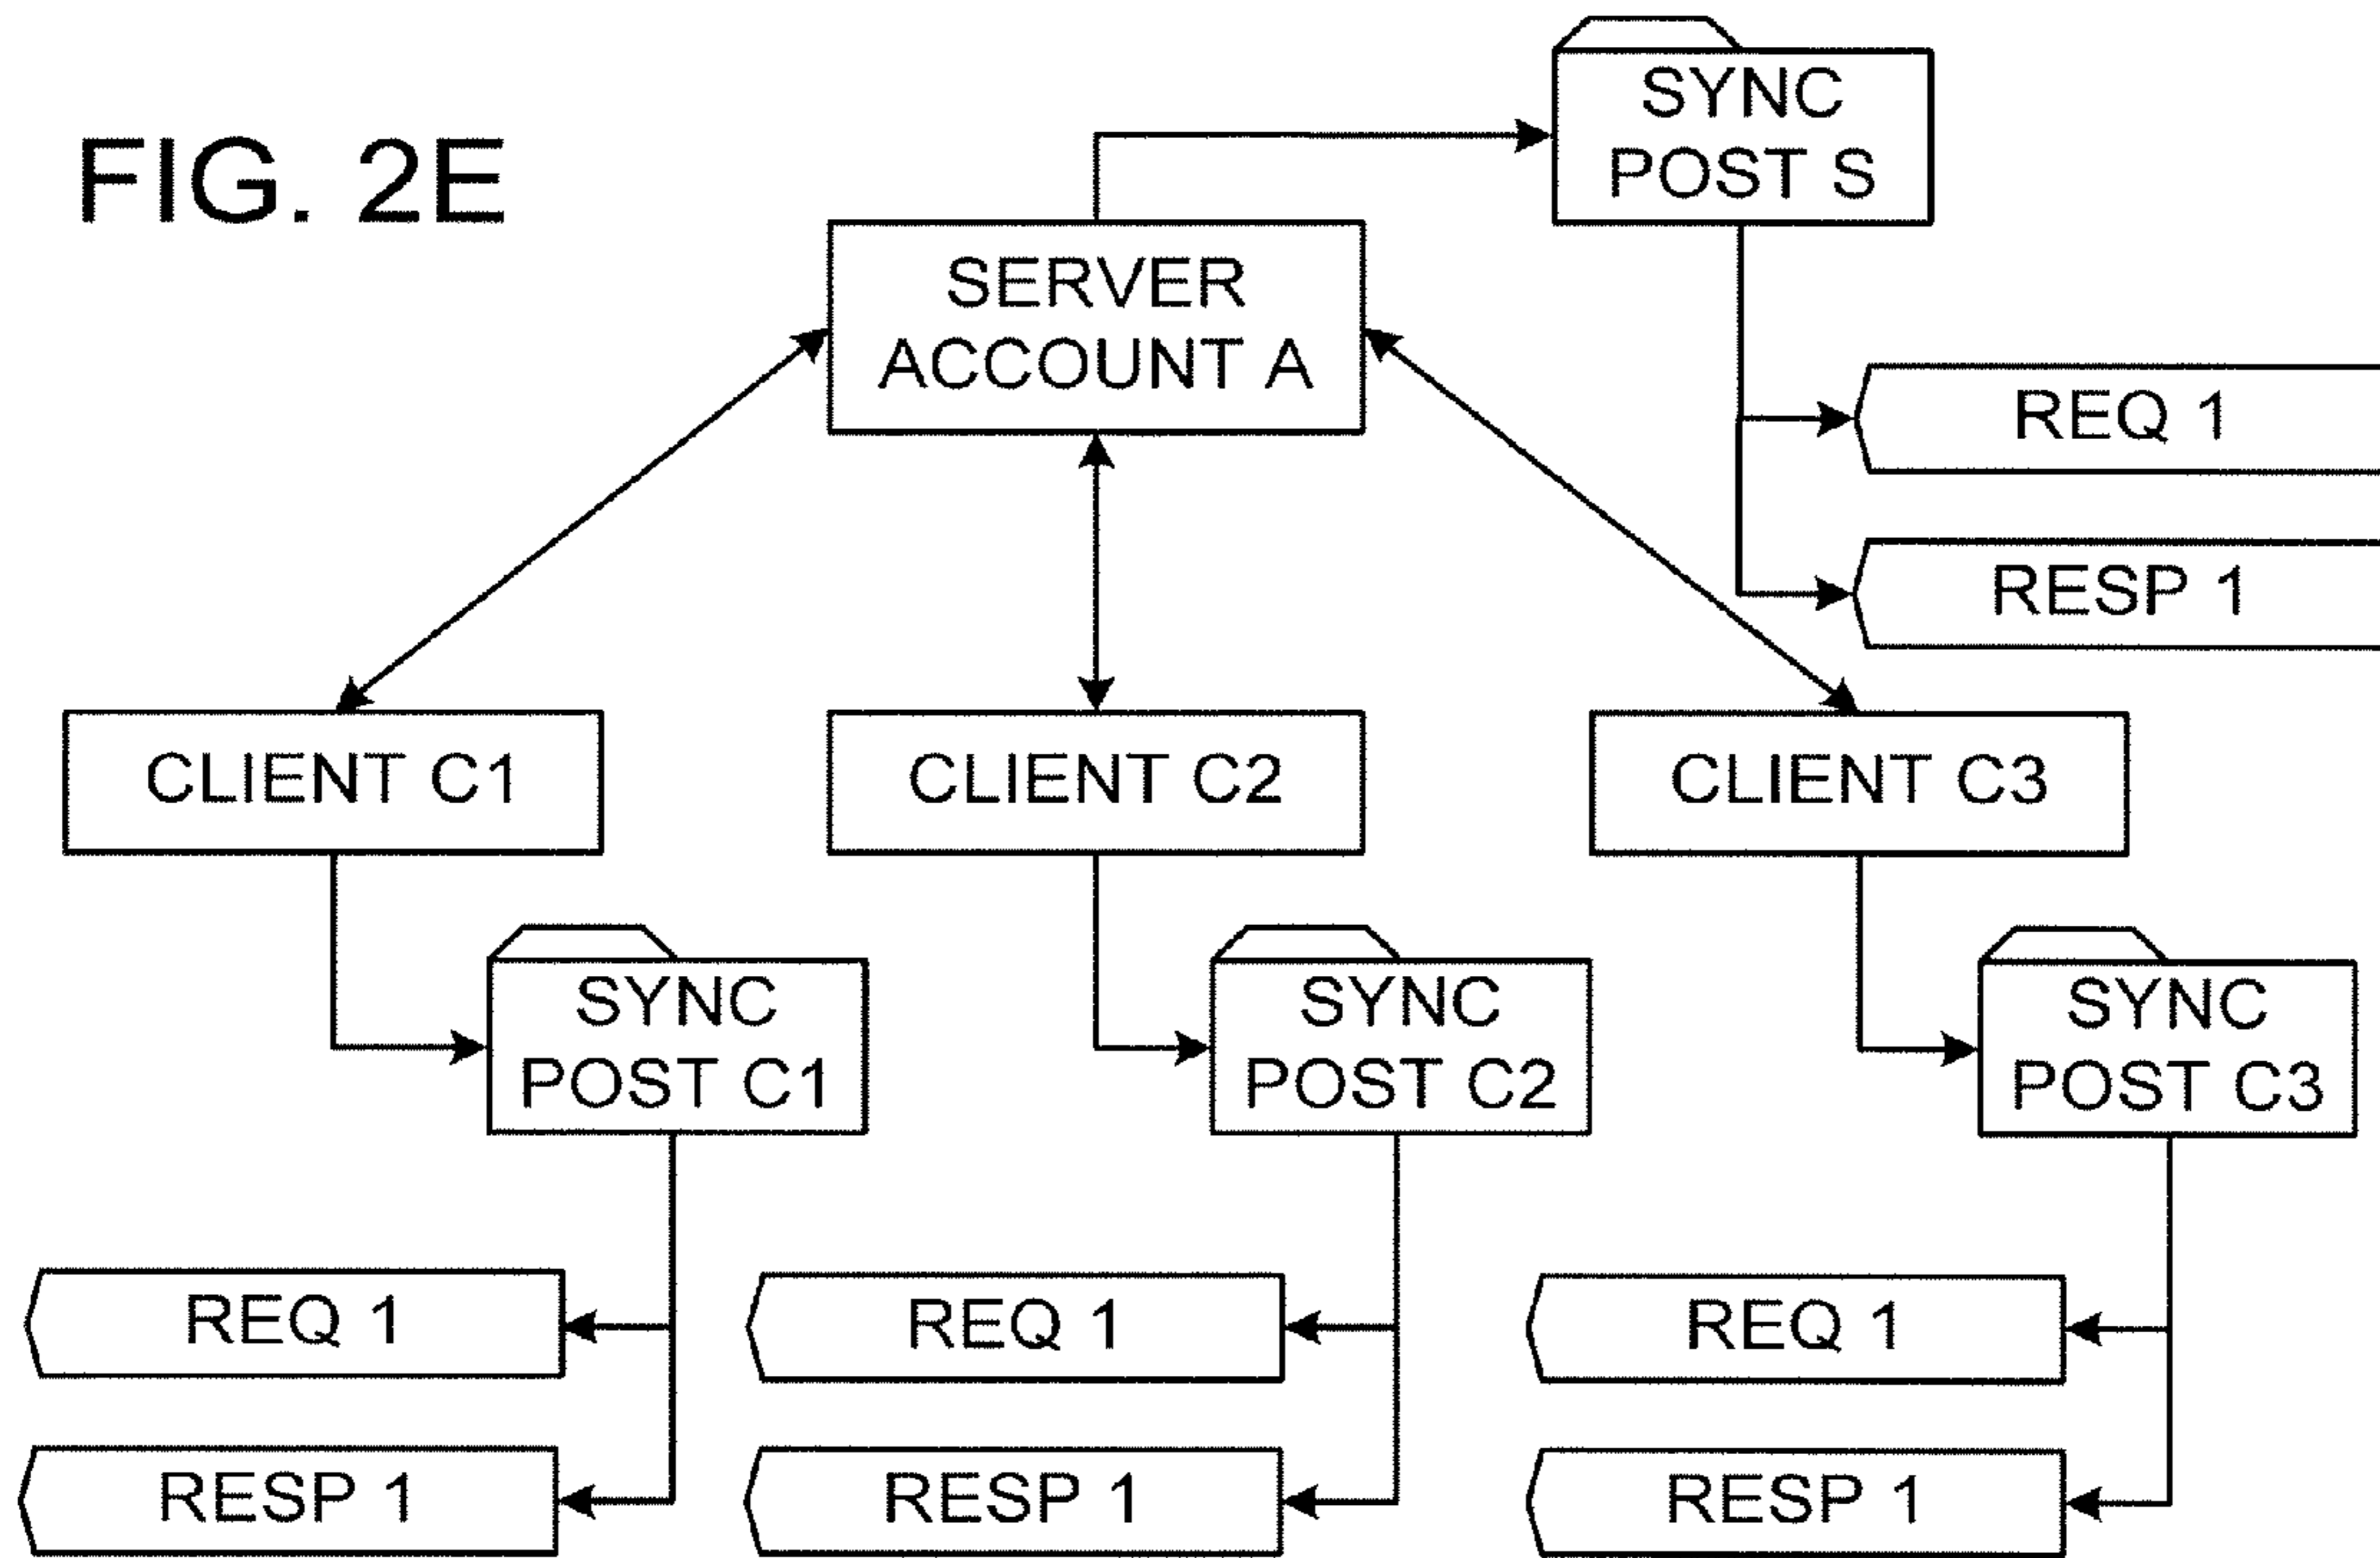 FIG. 2E
SYNC
POST S
SERVER
ACCOUNT A
REQ 1
RESP 1
CLIENT C1
CLIENT C2
CLIENT C3
SYNC
POST C1
SYNC
POST C2
SYNC
POST C3
REQ 1
REQ 1
REQ 1
RESP 1
RESP 1
RESP 1